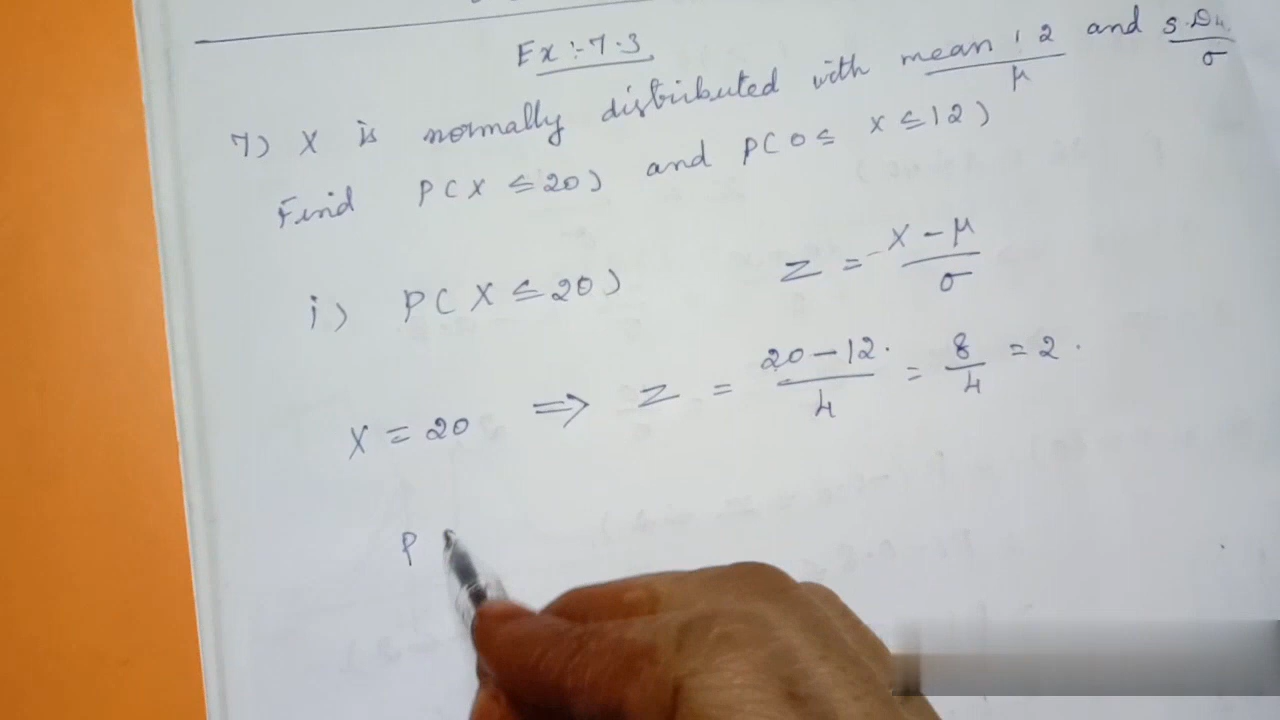 Ex :- 7.3
7) X is normally distributed with mean 12 and S.D 4.
μ σ
Find P(X ≤ 20) and P(0 ≤ X ≤ 12)
i) P(X ≤ 20) Z = X - μ / σ
X = 20 ⟹ Z = 20 - 12 / 4 = 8 / 4 = 2.
P